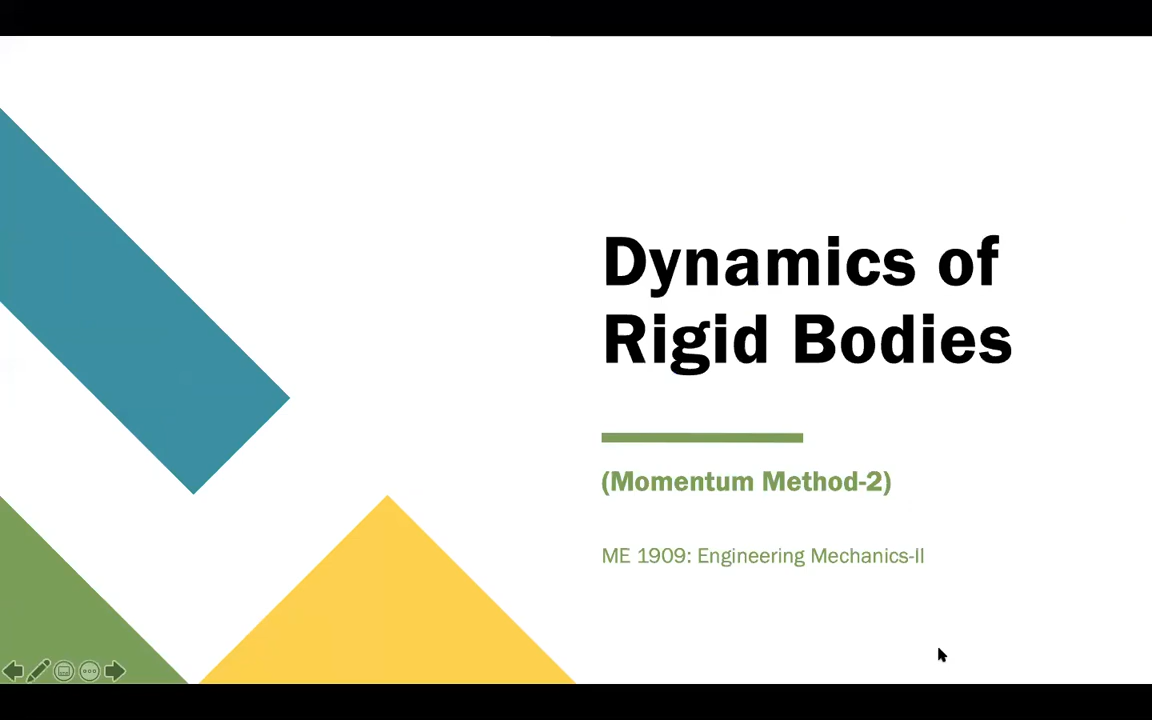 Dynamics of
Rigid Bodies
(Momentum Method-2)
ME 1909: Engineering Mechanics-II